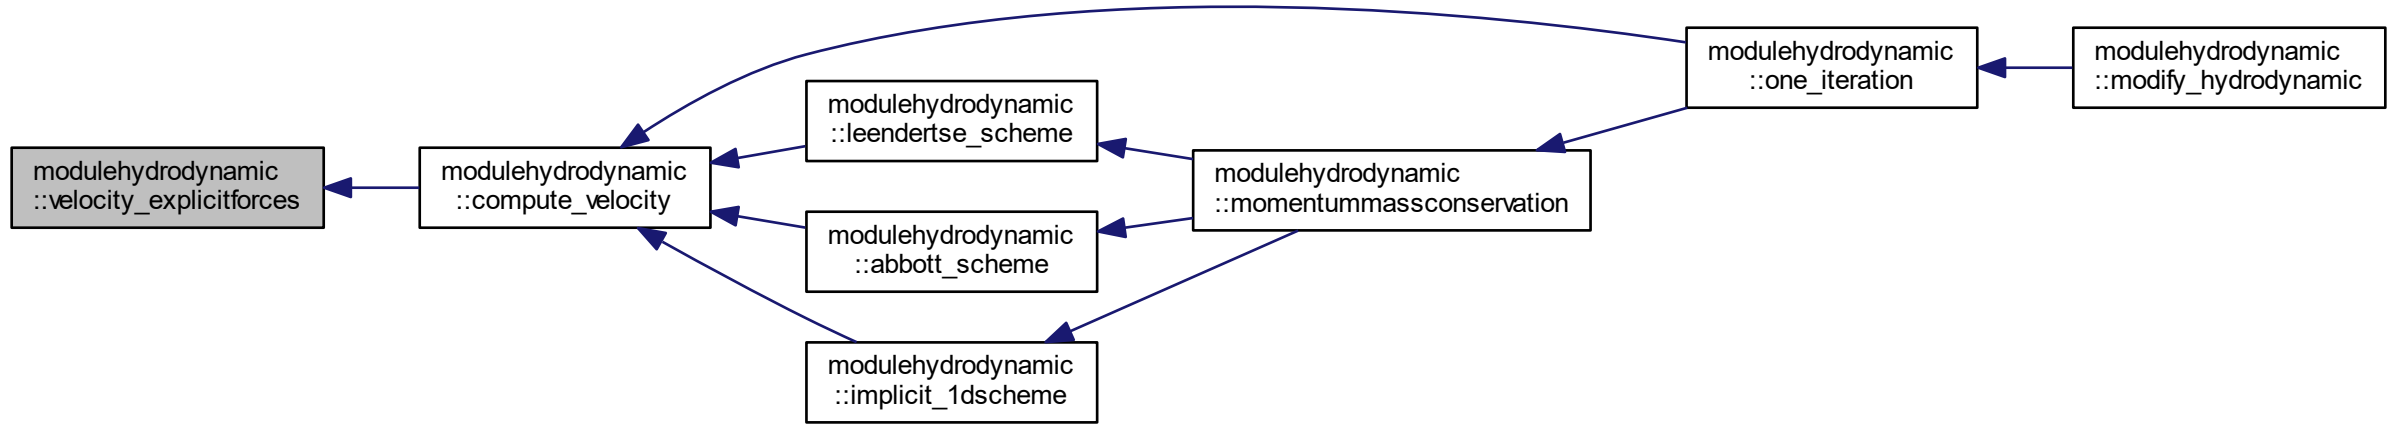 modulehydrodynamic
::velocity_explicitforces
modulehydrodynamic
::compute_velocity
modulehydrodynamic
::leendertse_scheme
modulehydrodynamic
::abbott_scheme
modulehydrodynamic
::implicit_1dscheme
modulehydrodynamic
::momentummassconservation
modulehydrodynamic
::one_iteration
modulehydrodynamic
::modify_hydrodynamic